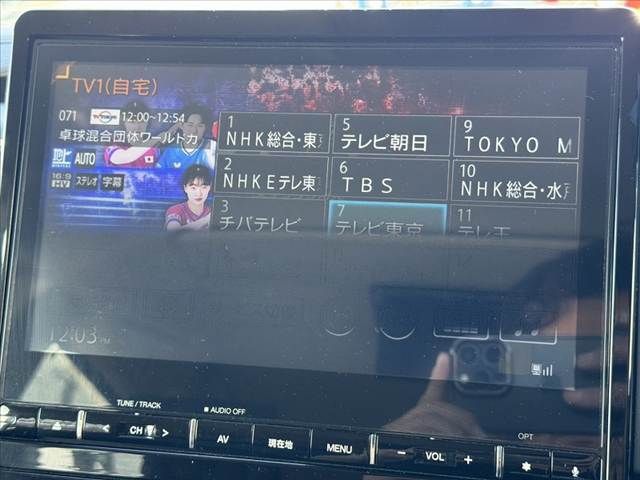 TV1(自宅)
071
12:00~12:54
卓球混合団体ワールドカ
AUTO
16:9
HV
ステレオ
字幕
1
NHK総合・東
5
テレビ朝日
9
TOKYO M
2
NHKEテレ東
6
TBS
10
NHK総合・水
3
チバテレビ
7
テレビ東京
11
テレ玉
12:03 PM
TUNE / TRACK
AUDIO OFF
OPT
CH
AV
現在地
MENU
− VOL +